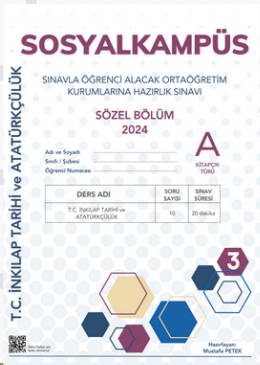 SOSYALKAMPÜS
SINAVLA ÖĞRENCİ ALACAK ORTAÖĞRETİM
KURUMLARINA HAZIRLIK SINAVI
SÖZEL BÖLÜM
2024
Adı ve Soyadı
Sınıfı / Şubesi
Öğrenci Numarası
A
KİTAPÇIK
TÜRÜ
DERS ADI
SORU
SAYISI
SINAV
SÜRESİ
T.C. İNKILAP TARİHİ ve
ATATÜRKÇÜLÜK
10
20 dakika
T.C. İNKILAP TARİHİ ve ATATÜRKÇÜLÜK
3
Hazırlayan:
Mustafa PETEK